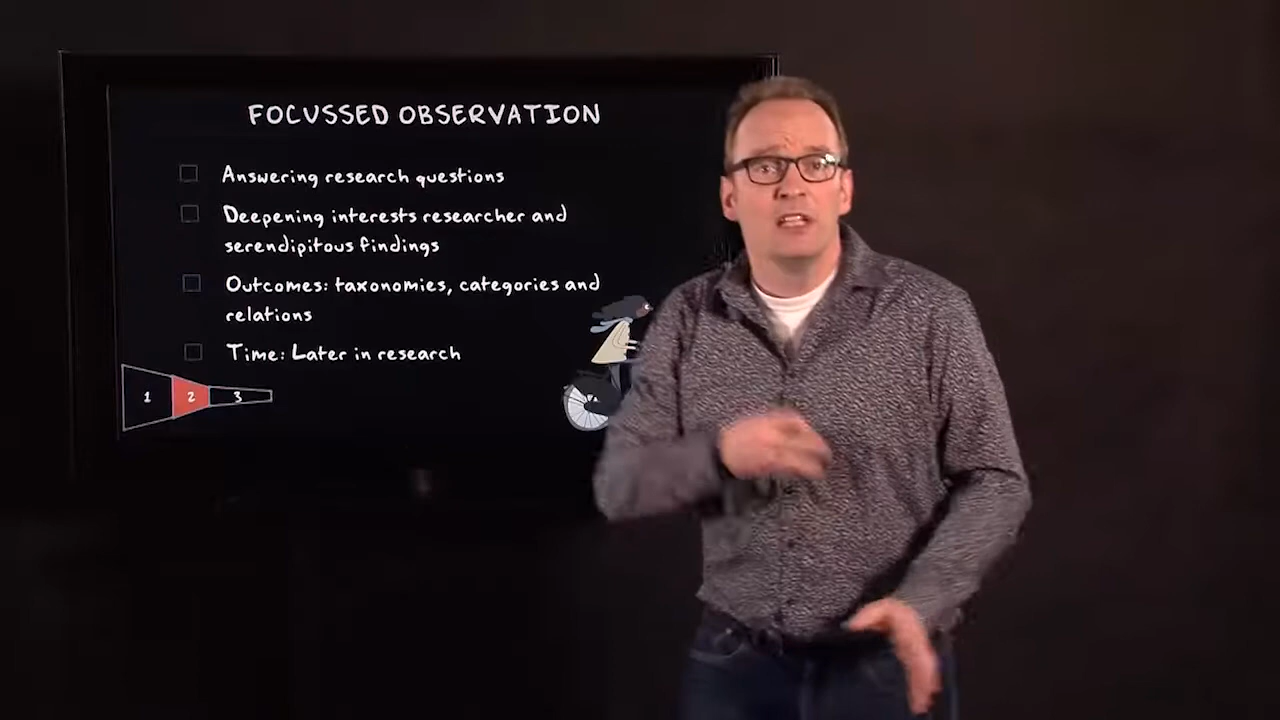 FOCUSSED OBSERVATION
Answering research questions
Deepening interests researcher and
serendipitous findings
Outcomes: taxonomies, categories and
relations
Time: Later in research
1 2 3